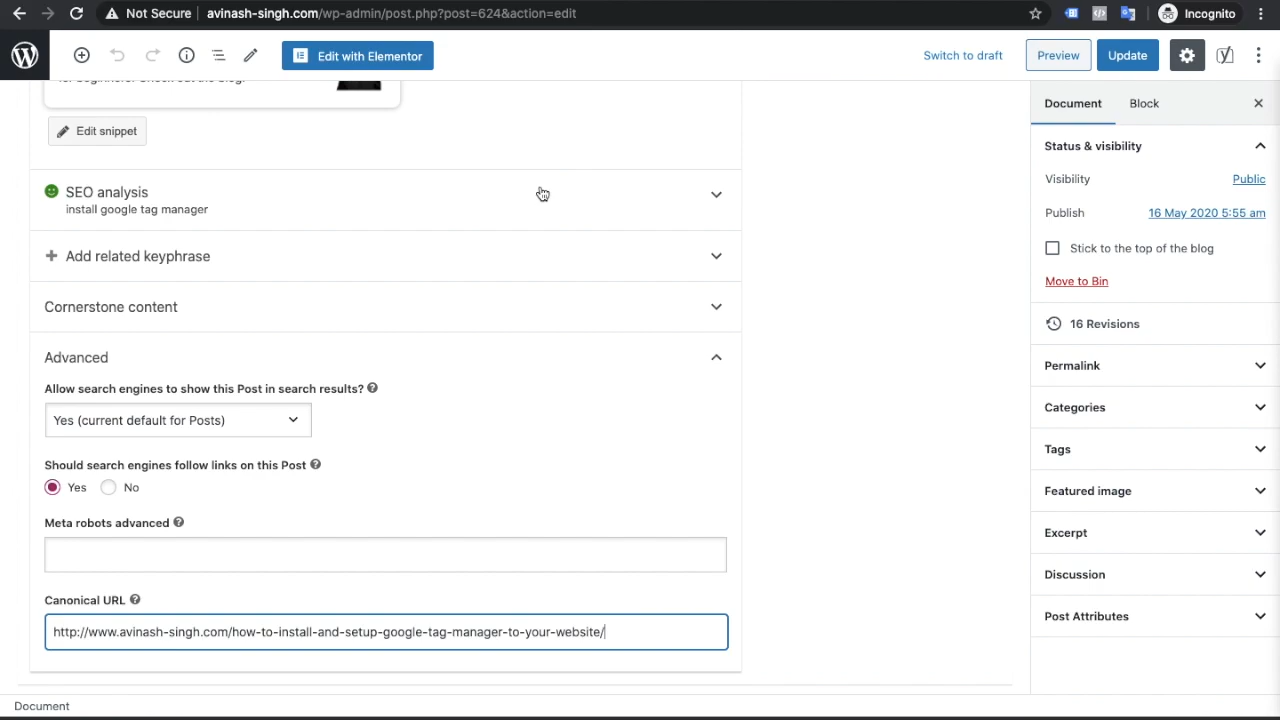 Not Secure avinash-singh.com/wp-admin/post.php?post=624&action=edit Incognito
Edit with Elementor Switch to draft Preview Update
for beginners. Check out the blog!
Edit snippet
SEO analysis
install google tag manager
Add related keyphrase
Cornerstone content
Advanced
Allow search engines to show this Post in search results?
Yes (current default for Posts)
Should search engines follow links on this Post
Yes No
Meta robots advanced
Canonical URL
http://www.avinash-singh.com/how-to-install-and-setup-google-tag-manager-to-your-website/
Document
Document Block
Status & visibility
Visibility Public
Publish 16 May 2020 5:55 am
Stick to the top of the blog
Move to Bin
16 Revisions
Permalink
Categories
Tags
Featured image
Excerpt
Discussion
Post Attributes